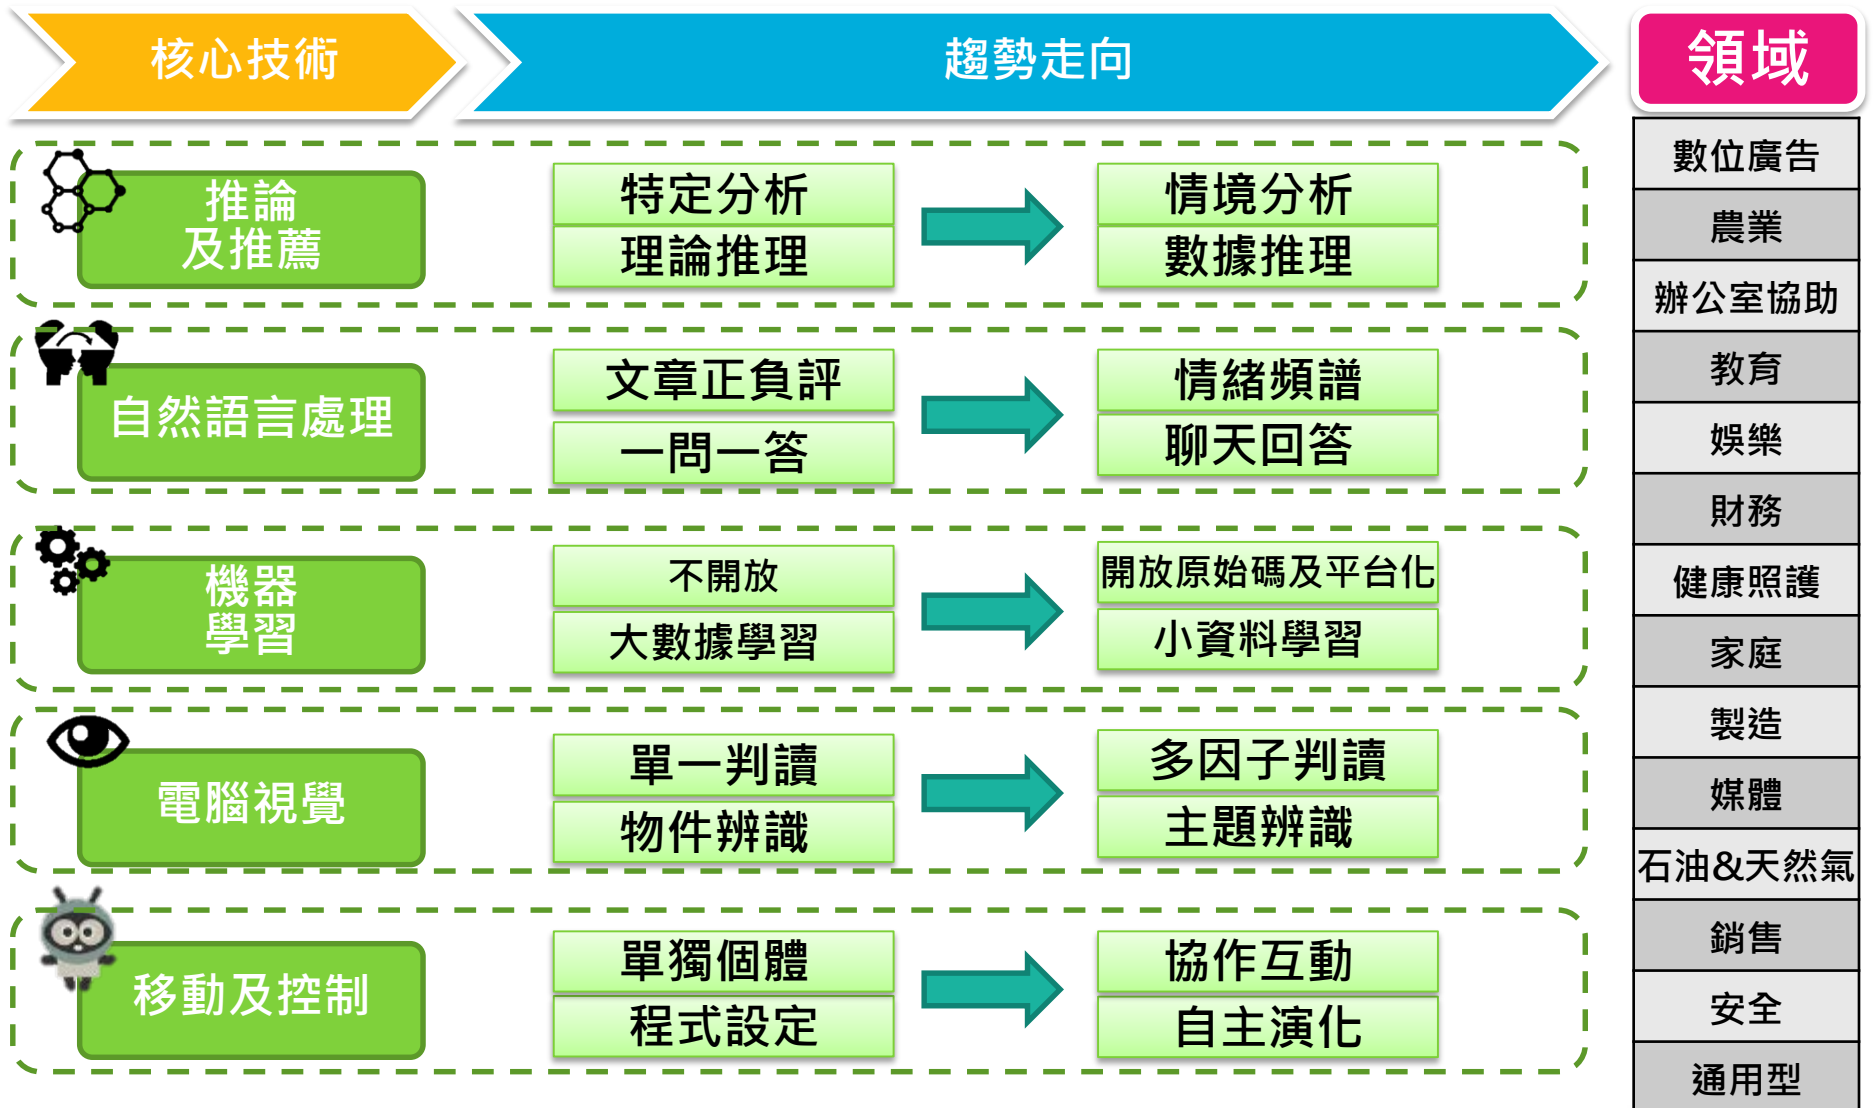 核心技術
趨勢走向
領域
推論
及推薦
特定分析
理論推理
情境分析
數據推理
自然語言處理
文章正負評
一問一答
情緒頻譜
聊天回答
機器
學習
不開放
大數據學習
開放原始碼及平台化
小資料學習
電腦視覺
單一判讀
物件辨識
多因子判讀
主題辨識
移動及控制
單獨個體
程式設定
協作互動
自主演化
數位廣告
農業
辦公室協助
教育
娛樂
財務
健康照護
家庭
製造
媒體
石油&天然氣
銷售
安全
通用型